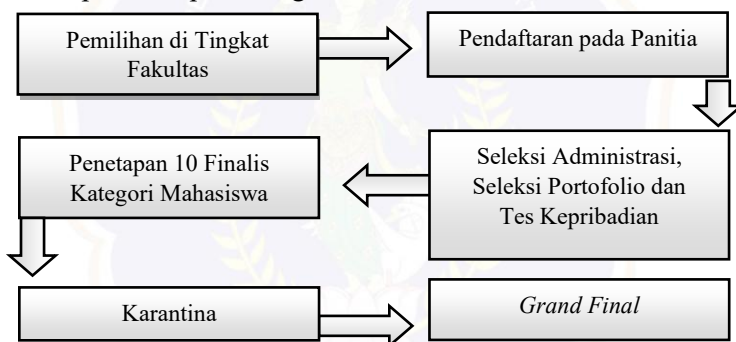 Pemilihan di Tingkat
Fakultas
Pendaftaran pada Panitia
Seleksi Administrasi,
Seleksi Portofolio dan
Tes Kepribadian
Penetapan 10 Finalis
Kategori Mahasiswa
Karantina
Grand Final